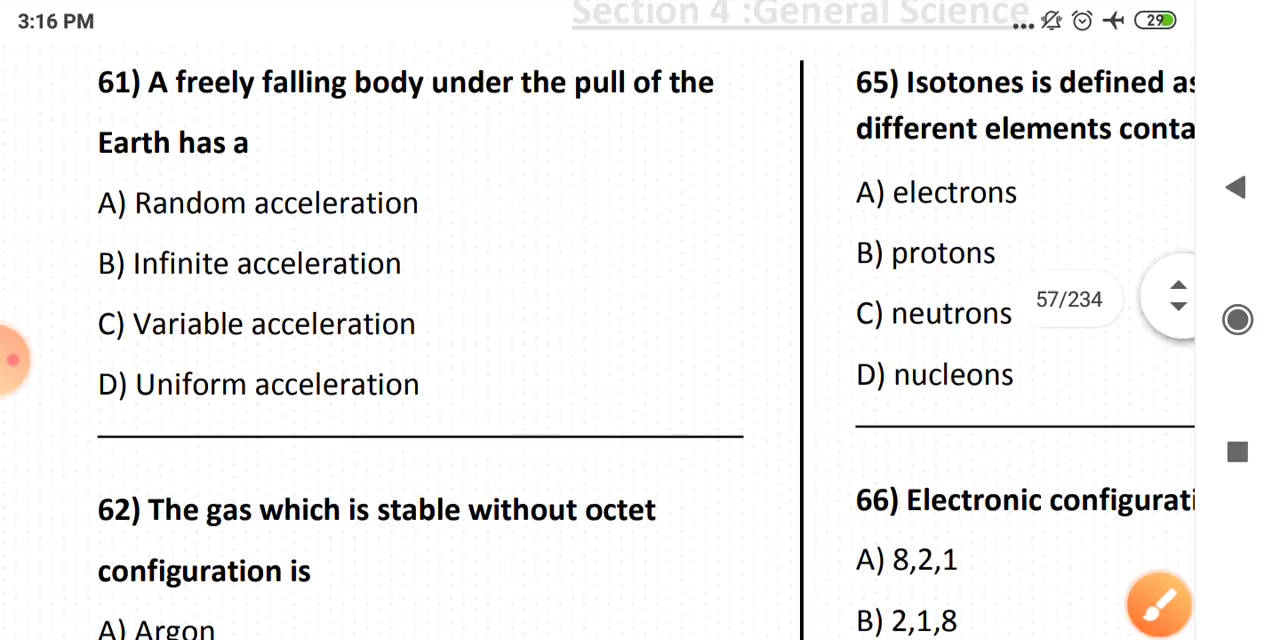 3:16 PM
Section 4 :General Science
29
61) A freely falling body under the pull of the
Earth has a
A) Random acceleration
B) Infinite acceleration
C) Variable acceleration
D) Uniform acceleration
62) The gas which is stable without octet
configuration is
A) Argon
65) Isotones is defined as
different elements conta
A) electrons
B) protons
C) neutrons
D) nucleons
57/234
66) Electronic configurati
A) 8,2,1
B) 2,1,8